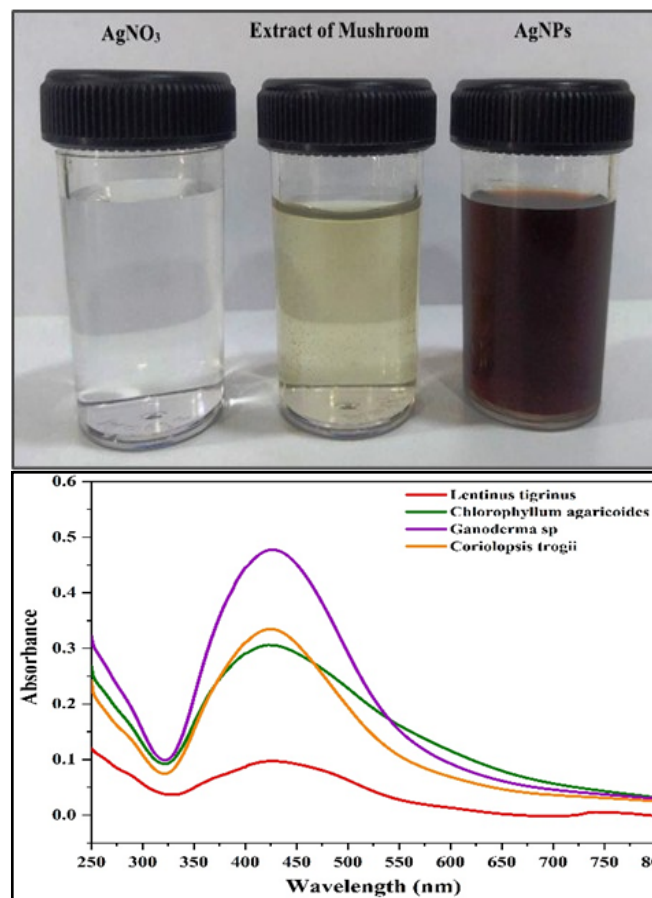 AgNO₃ Extract of Mushroom AgNPs
0.6
Lentinus tigrinus
Chlorophyllum agaricoides
0.5
Ganoderma sp
Coriolopsis trogii
0.4
0.3
0.2
0.1
0.0
Absorbance
250 300 350 400 450 500 550 600 650 700 750 80
Wavelength (nm)